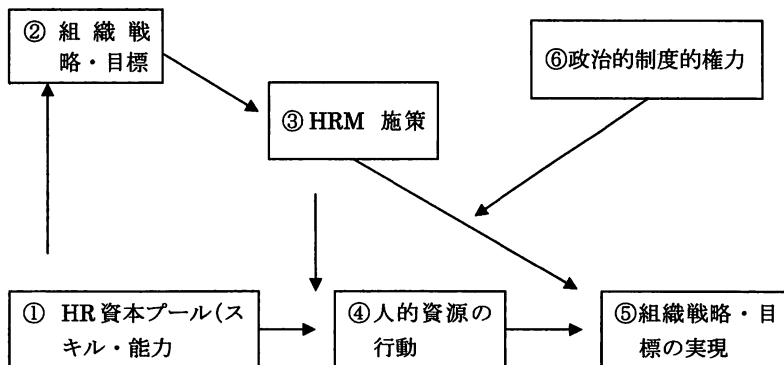 ② 組織戦
略・目標
⑥政治的制度的権力
③ HRM 施策
① HR資本プール(ス
キル・能力
④人的資源の
行動
⑤組織戦略・目
標の実現